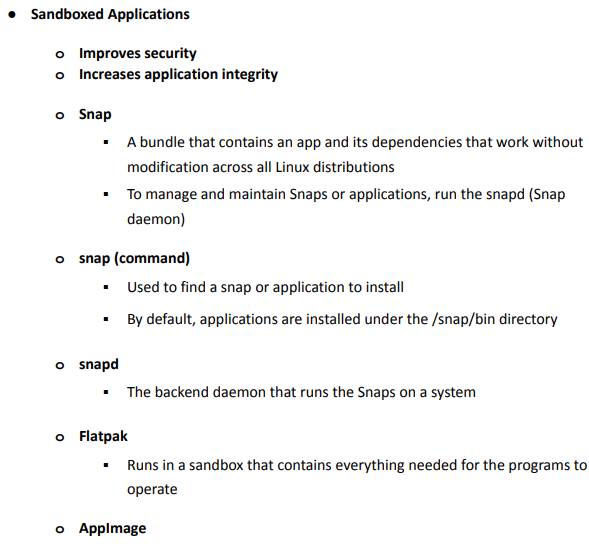 ● Sandboxed Applications
o Improves security
o Increases application integrity
o Snap
▪ A bundle that contains an app and its dependencies that work without
modification across all Linux distributions
▪ To manage and maintain Snaps or applications, run the snapd (Snap
daemon)
o snap (command)
▪ Used to find a snap or application to install
▪ By default, applications are installed under the /snap/bin directory
o snapd
▪ The backend daemon that runs the Snaps on a system
o Flatpak
▪ Runs in a sandbox that contains everything needed for the programs to
operate
o AppImage